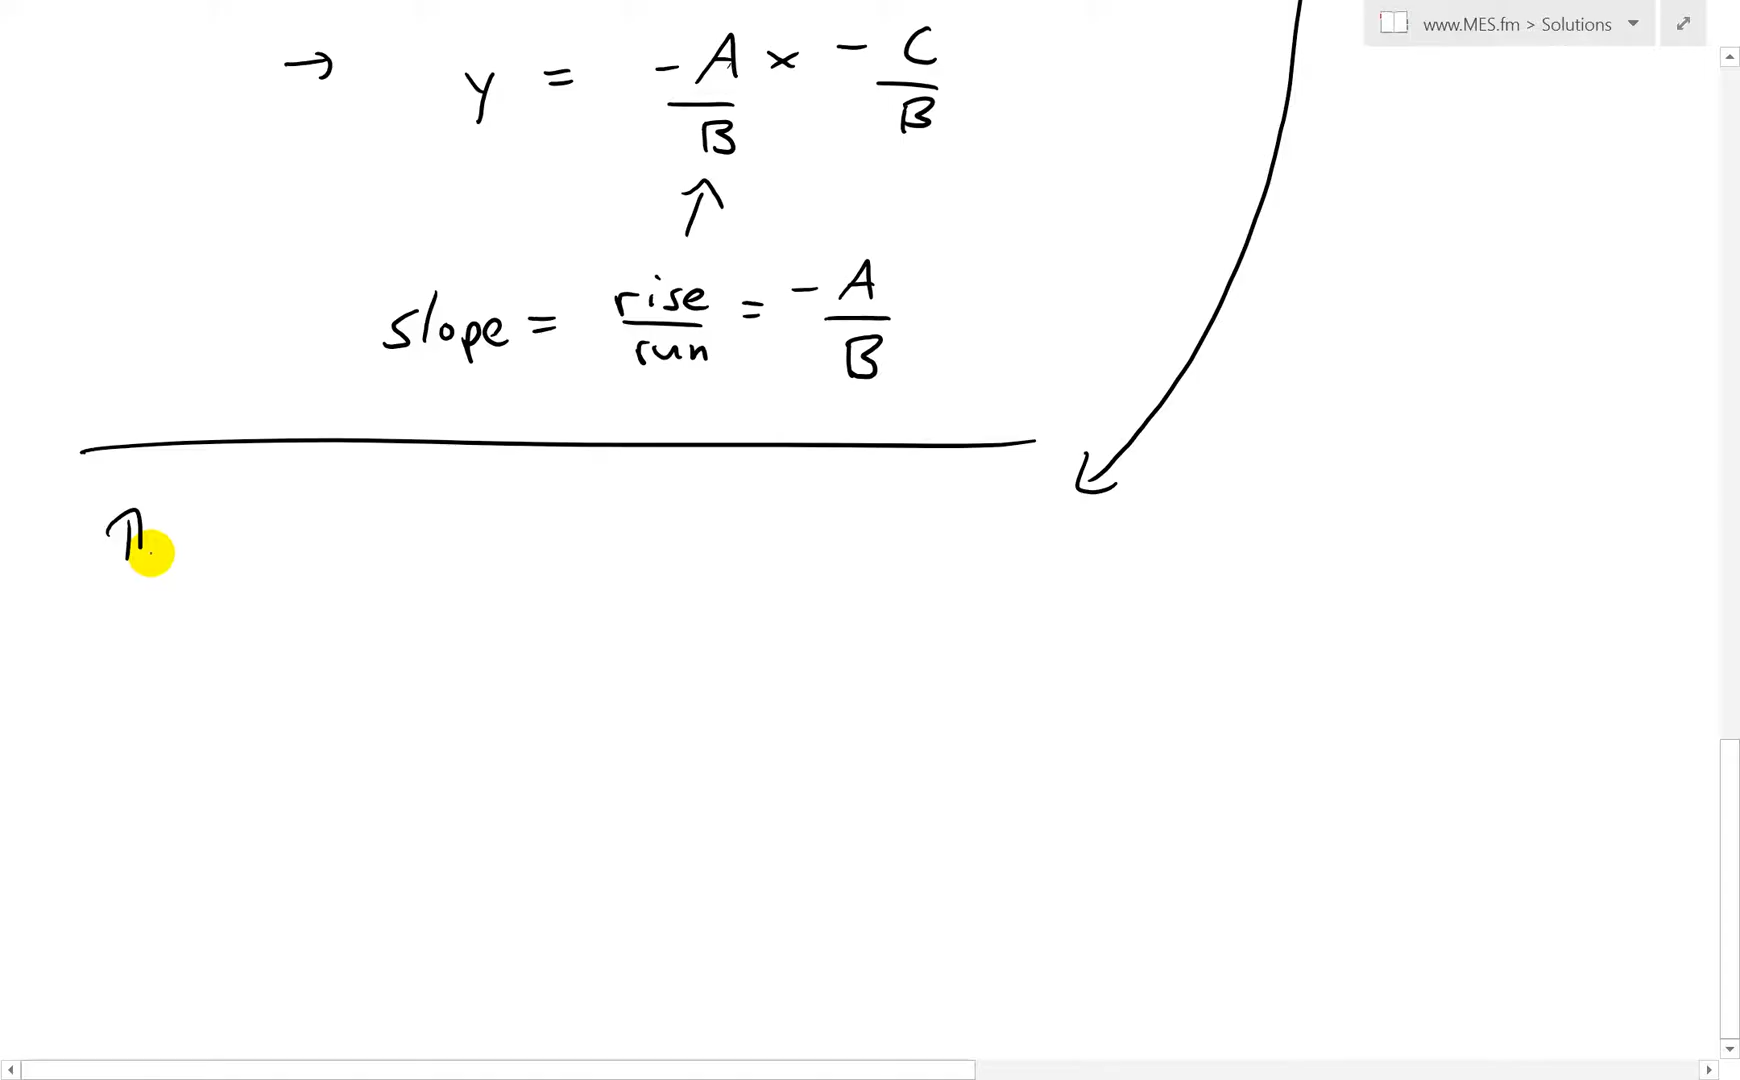 www.MES.fm > Solutions
→ y = -A/B x - C/B
↑
slope = rise/run = -A/B